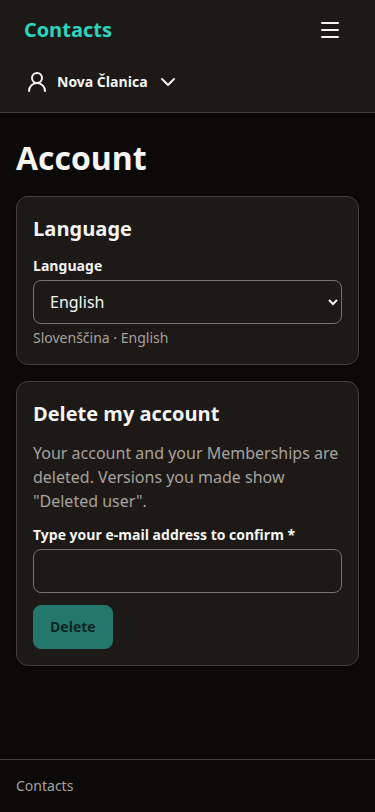 Contacts
Nova Članica
Account
Language
Language
English
Slovenščina · English
Delete my account
Your account and your Memberships are
deleted. Versions you made show
"Deleted user".
Type your e-mail address to confirm *
Delete
Contacts